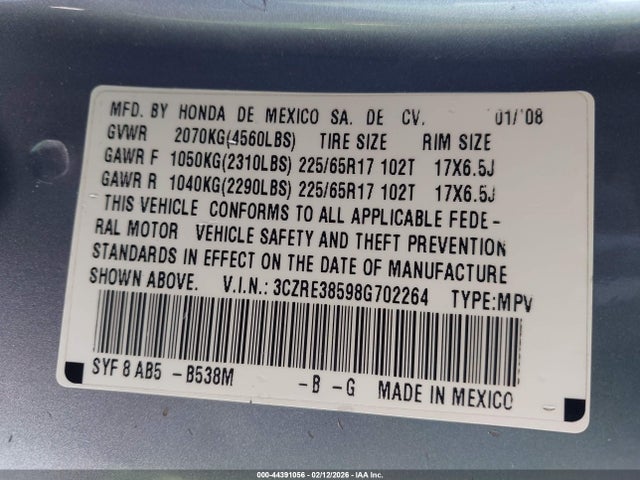 MFD. BY HONDA DE MEXICO SA. DE CV. 01/'08
GVWR 2070KG(4560LBS) TIRE SIZE RIM SIZE
GAWR F 1050KG(2310LBS) 225/65R17 102T 17X6.5J
GAWR R 1040KG(2290LBS) 225/65R17 102T 17X6.5J
THIS VEHICLE CONFORMS TO ALL APPLICABLE FEDE-
RAL MOTOR VEHICLE SAFETY AND THEFT PREVENTION
STANDARDS IN EFFECT ON THE DATE OF MANUFACTURE
SHOWN ABOVE. V.I.N.: 3CZRE38598G702264 TYPE:MPV
SYF 8 AB5 -B538M -B -G MADE IN MEXICO
000-44391056 - 02/12/2026 - IAA Inc.